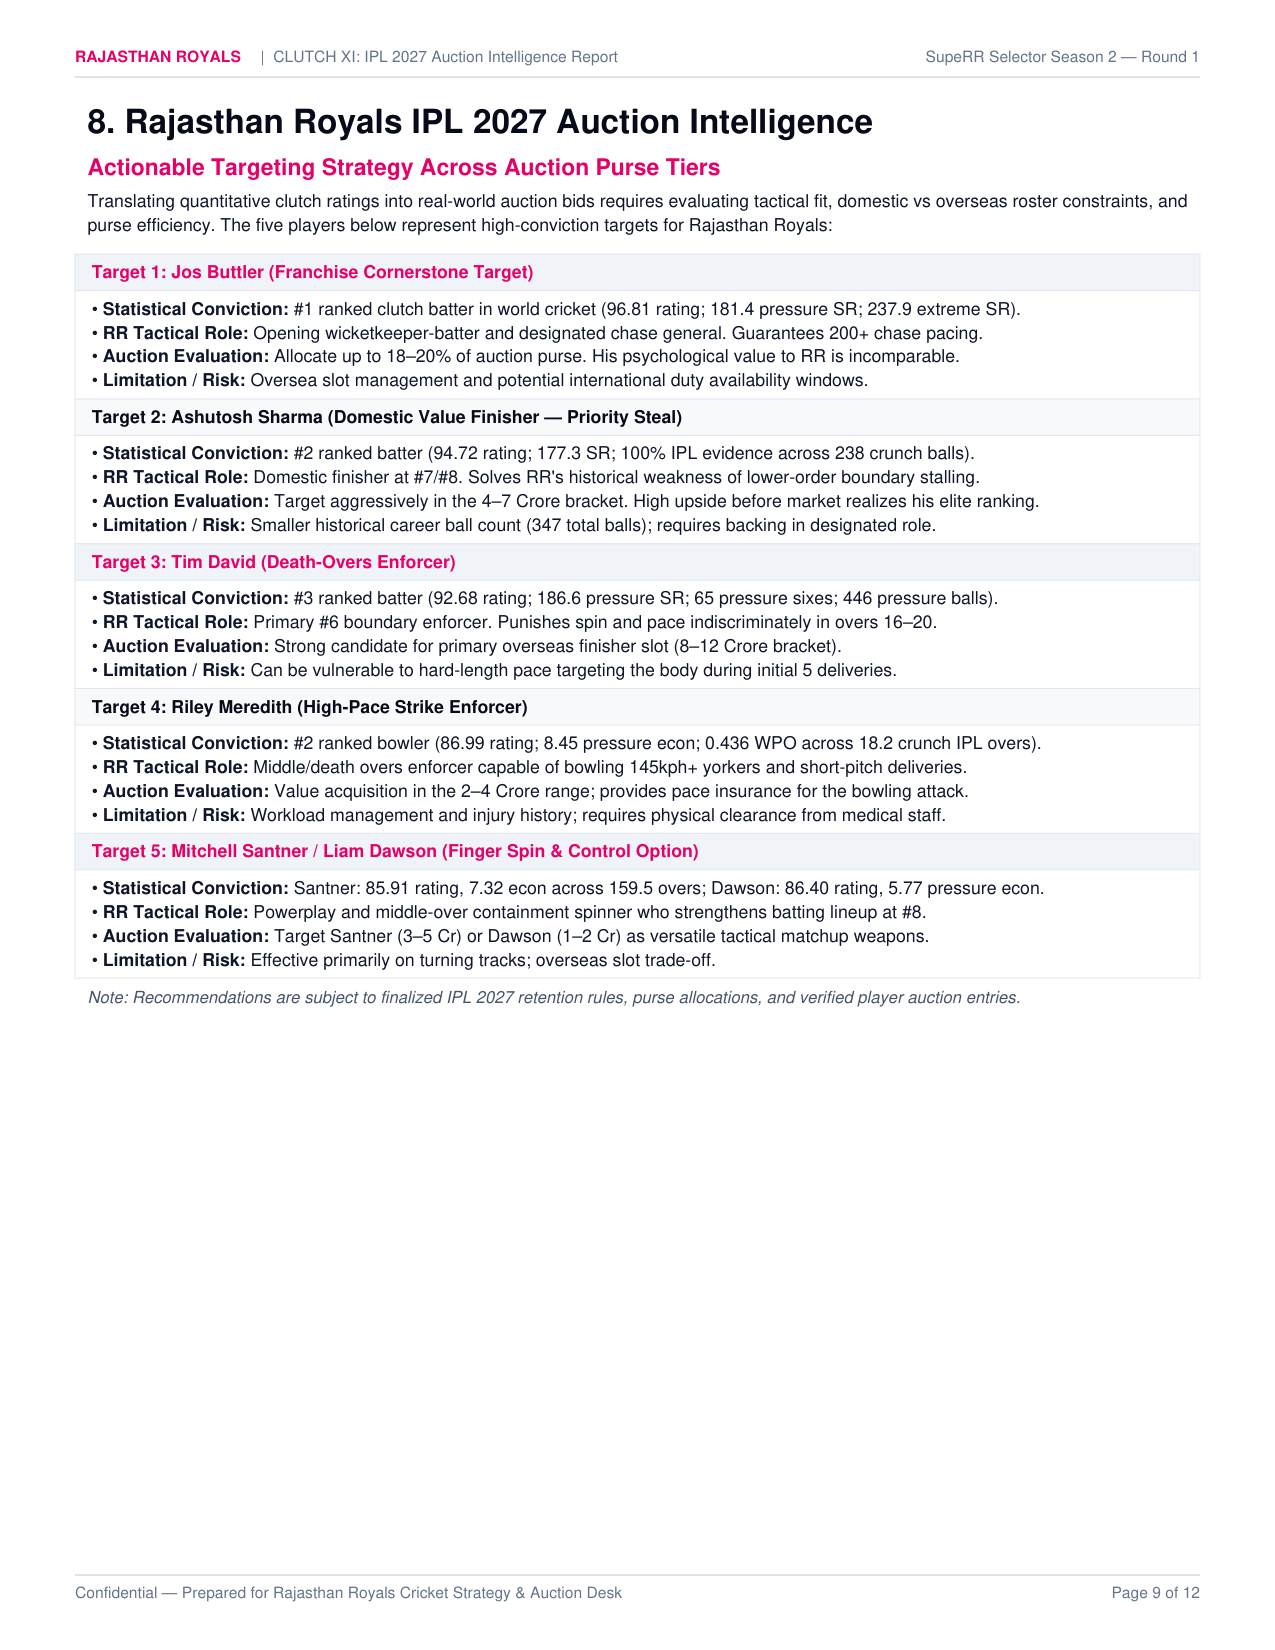 RAJASTHAN ROYALS | CLUTCH XI: IPL 2027 Auction Intelligence Report SupeRR Selector Season 2 — Round 1
8. Rajasthan Royals IPL 2027 Auction Intelligence
Actionable Targeting Strategy Across Auction Purse Tiers
Translating quantitative clutch ratings into real-world auction bids requires evaluating tactical fit, domestic vs overseas roster constraints, and
purse efficiency. The five players below represent high-conviction targets for Rajasthan Royals:
Target 1: Jos Buttler (Franchise Cornerstone Target)
• Statistical Conviction: #1 ranked clutch batter in world cricket (96.81 rating; 181.4 pressure SR; 237.9 extreme SR).
• RR Tactical Role: Opening wicketkeeper-batter and designated chase general. Guarantees 200+ chase pacing.
• Auction Evaluation: Allocate up to 18–20% of auction purse. His psychological value to RR is incomparable.
• Limitation / Risk: Oversea slot management and potential international duty availability windows.
Target 2: Ashutosh Sharma (Domestic Value Finisher — Priority Steal)
• Statistical Conviction: #2 ranked batter (94.72 rating; 177.3 SR; 100% IPL evidence across 238 crunch balls).
• RR Tactical Role: Domestic finisher at #7/#8. Solves RR's historical weakness of lower-order boundary stalling.
• Auction Evaluation: Target aggressively in the 4–7 Crore bracket. High upside before market realizes his elite ranking.
• Limitation / Risk: Smaller historical career ball count (347 total balls); requires backing in designated role.
Target 3: Tim David (Death-Overs Enforcer)
• Statistical Conviction: #3 ranked batter (92.68 rating; 186.6 pressure SR; 65 pressure sixes; 446 pressure balls).
• RR Tactical Role: Primary #6 boundary enforcer. Punishes spin and pace indiscriminately in overs 16–20.
• Auction Evaluation: Strong candidate for primary overseas finisher slot (8–12 Crore bracket).
• Limitation / Risk: Can be vulnerable to hard-length pace targeting the body during initial 5 deliveries.
Target 4: Riley Meredith (High-Pace Strike Enforcer)
• Statistical Conviction: #2 ranked bowler (86.99 rating; 8.45 pressure econ; 0.436 WPO across 18.2 crunch IPL overs).
• RR Tactical Role: Middle/death overs enforcer capable of bowling 145kph+ yorkers and short-pitch deliveries.
• Auction Evaluation: Value acquisition in the 2–4 Crore range; provides pace insurance for the bowling attack.
• Limitation / Risk: Workload management and injury history; requires physical clearance from medical staff.
Target 5: Mitchell Santner / Liam Dawson (Finger Spin & Control Option)
• Statistical Conviction: Santner: 85.91 rating, 7.32 econ across 159.5 overs; Dawson: 86.40 rating, 5.77 pressure econ.
• RR Tactical Role: Powerplay and middle-over containment spinner who strengthens batting lineup at #8.
• Auction Evaluation: Target Santner (3–5 Cr) or Dawson (1–2 Cr) as versatile tactical matchup weapons.
• Limitation / Risk: Effective primarily on turning tracks; overseas slot trade-off.
Note: Recommendations are subject to finalized IPL 2027 retention rules, purse allocations, and verified player auction entries.
Confidential — Prepared for Rajasthan Royals Cricket Strategy & Auction Desk Page 9 of 12